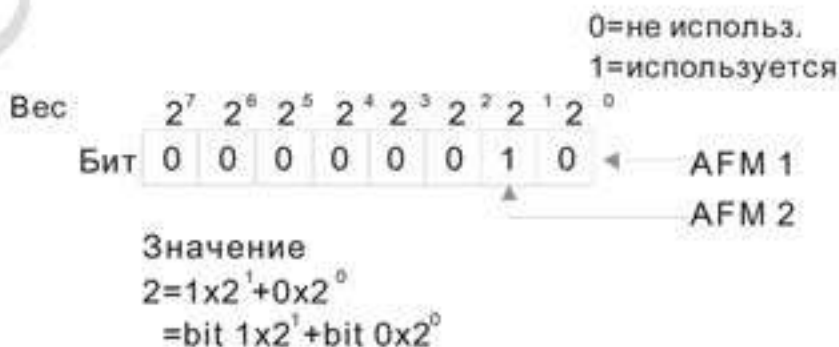 0=не использ.
1=используется
Вес 2⁷ 2⁶ 2⁵ 2⁴ 2³ 2² 2¹ 2⁰
Бит 0 0 0 0 0 0 1 0 AFM 1
AFM 2
Значение
2=1x2¹+0x2⁰
=bit 1x2¹+bit 0x2⁰